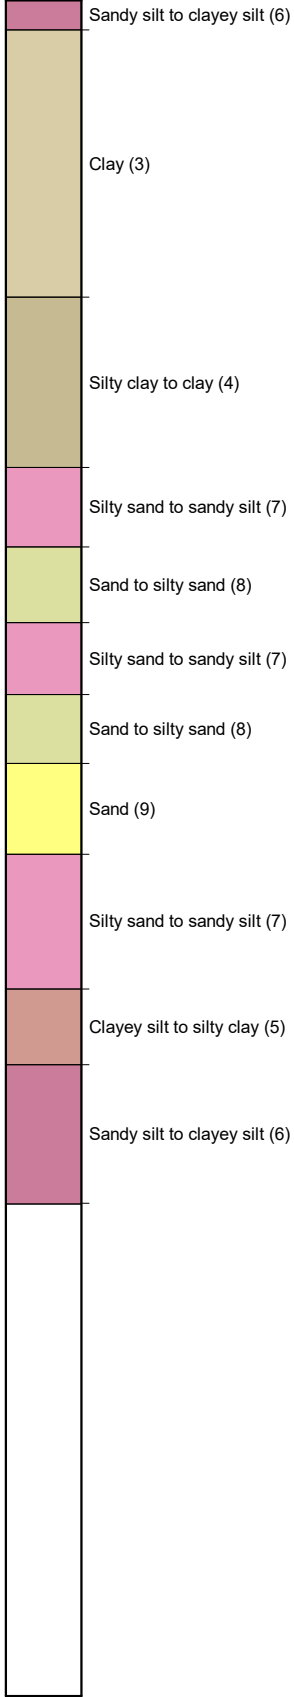 Sandy silt to clayey silt (6)
Clay (3)
Silty clay to clay (4)
Silty sand to sandy silt (7)
Sand to silty sand (8)
Silty sand to sandy silt (7)
Sand to silty sand (8)
Sand (9)
Silty sand to sandy silt (7)
Clayey silt to silty clay (5)
Sandy silt to clayey silt (6)